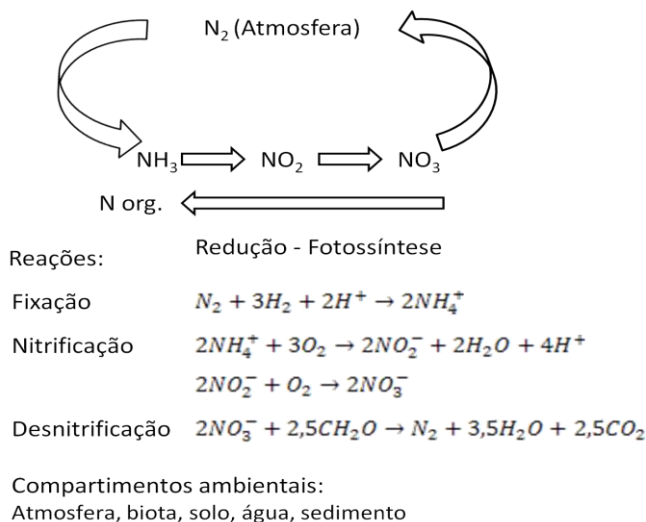 N₂ (Atmosfera)
NH₃ NO₂ NO₃
N org.
Redução - Fotossíntese
Reações:
Fixação N₂ + 3H₂ + 2H⁺ → 2NH₄⁺
Nitrificação 2NH₄⁺ + 3O₂ → 2NO₂⁻ + 2H₂O + 4H⁺
2NO₂⁻ + O₂ → 2NO₃⁻
Desnitrificação 2NO₃⁻ + 2,5CH₂O → N₂ + 3,5H₂O + 2,5CO₂
Compartimentos ambientais:
Atmosfera, biota, solo, água, sedimento